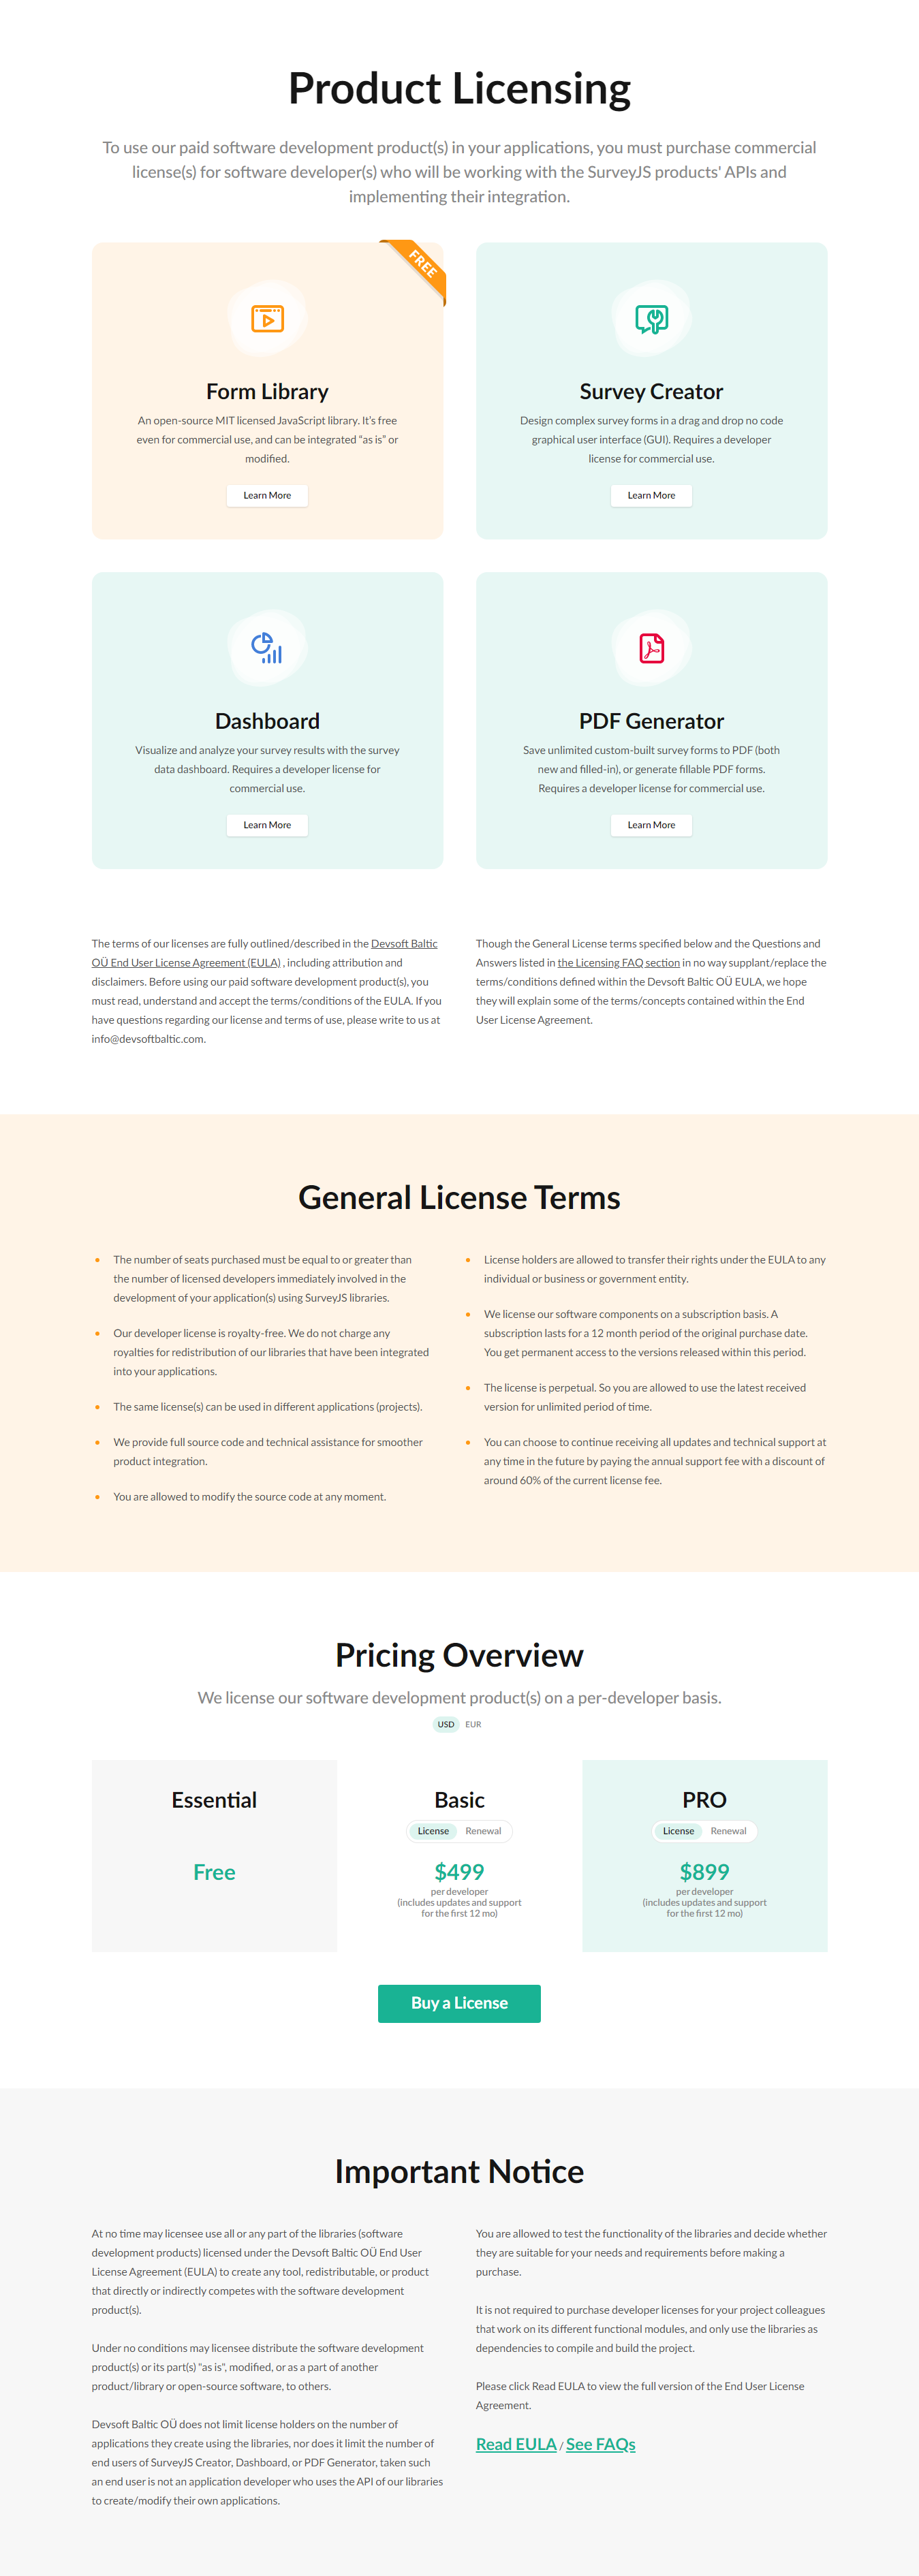 Product Licensing
To use our paid software development product(s) in your applications, you must purchase commercial
license(s) for software developer(s) who will be working with the SurveyJS products' APIs and
implementing their integration.
FREE
Form Library
An open-source MIT licensed JavaScript library. It's free
even for commercial use, and can be integrated "as is" or
modified.
Learn More
Survey Creator
Design complex survey forms in a drag and drop no code
graphical user interface (GUI). Requires a developer
license for commercial use.
Learn More
Dashboard
Visualize and analyze your survey results with the survey
data dashboard. Requires a developer license for
commercial use.
Learn More
PDF Generator
Save unlimited custom-built survey forms to PDF (both
new and filled-in), or generate fillable PDF forms.
Requires a developer license for commercial use.
Learn More
The terms of our licenses are fully outlined/described in the Devsoft Baltic
OÜ End User License Agreement (EULA) , including attribution and
disclaimers. Before using our paid software development product(s), you
must read, understand and accept the terms/conditions of the EULA. If you
have questions regarding our license and terms of use, please write to us at
info@devsoftbaltic.com.
Though the General License terms specified below and the Questions and
Answers listed in the Licensing FAQ section in no way supplant/replace the
terms/conditions defined within the Devsoft Baltic OÜ EULA, we hope
they will explain some of the terms/concepts contained within the End
User License Agreement.
General License Terms
• The number of seats purchased must be equal to or greater than
the number of licensed developers immediately involved in the
development of your application(s) using SurveyJS libraries.
• Our developer license is royalty-free. We do not charge any
royalties for redistribution of our libraries that have been integrated
into your applications.
• The same license(s) can be used in different applications (projects).
• We provide full source code and technical assistance for smoother
product integration.
• You are allowed to modify the source code at any moment.
• License holders are allowed to transfer their rights under the EULA to any
individual or business or government entity.
• We license our software components on a subscription basis. A
subscription lasts for a 12 month period of the original purchase date.
You get permanent access to the versions released within this period.
• The license is perpetual. So you are allowed to use the latest received
version for unlimited period of time.
• You can choose to continue receiving all updates and technical support at
any time in the future by paying the annual support fee with a discount of
around 60% of the current license fee.
Pricing Overview
We license our software development product(s) on a per-developer basis.
USD EUR
Essential
Free
Basic
License Renewal
$499
per developer
(includes updates and support
for the first 12 mo)
PRO
License Renewal
$899
per developer
(includes updates and support
for the first 12 mo)
Buy a License
Important Notice
At no time may licensee use all or any part of the libraries (software
development products) licensed under the Devsoft Baltic OÜ End User
License Agreement (EULA) to create any tool, redistributable, or product
that directly or indirectly competes with the software development
product(s).
Under no conditions may licensee distribute the software development
product(s) or its part(s) "as is", modified, or as a part of another
product/library or open-source software, to others.
Devsoft Baltic OÜ does not limit license holders on the number of
applications they create using the libraries, nor does it limit the number of
end users of SurveyJS Creator, Dashboard, or PDF Generator, taken such
an end user is not an application developer who uses the API of our libraries
to create/modify their own applications.
You are allowed to test the functionality of the libraries and decide whether
they are suitable for your needs and requirements before making a
purchase.
It is not required to purchase developer licenses for your project colleagues
that work on its different functional modules, and only use the libraries as
dependencies to compile and build the project.
Please click Read EULA to view the full version of the End User License
Agreement.
Read EULA / See FAQs